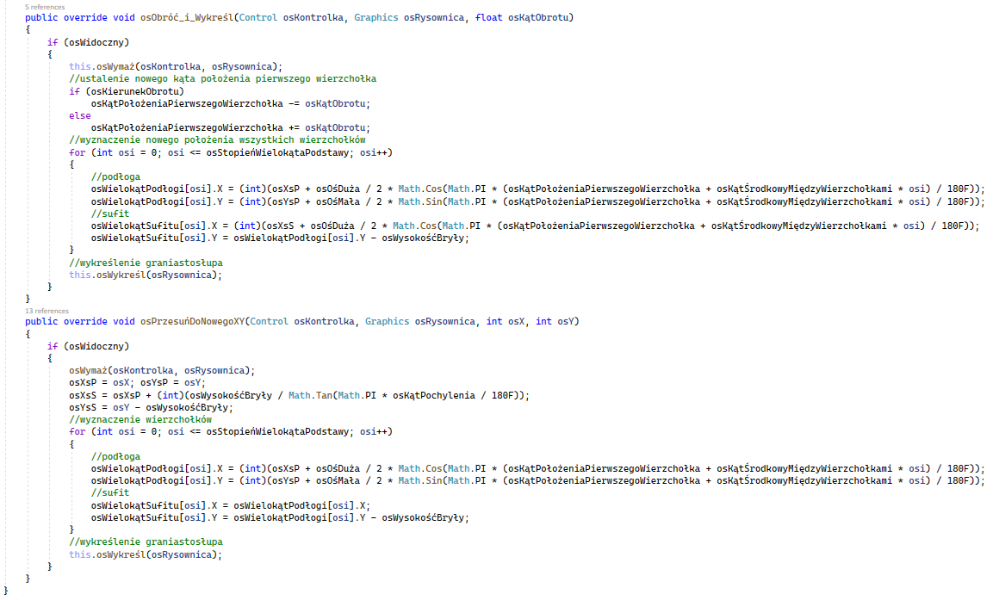 5 references
public override void osObróć_i_Wykreśl(Control osKontrolka, Graphics osRysownica, float osKątObrotu)
{
if (osWidoczny)
{
this.osWymaż(osKontrolka, osRysownica);
//ustalenie nowego kąta położenia pierwszego wierzchołka
if (osKierunekObrotu)
osKątPołożeniaPierwszegoWierzchołka -= osKątObrotu;
else
osKątPołożeniaPierwszegoWierzchołka += osKątObrotu;
//wyznaczenie nowego położenia wszystkich wierzchołków
for (int osi = 0; osi <= osStopieńWielokątaPodstawy; osi++)
{
//podłoga
osWielokątPodłogi[osi].X = (int)(osXsP + osOśDuża / 2 * Math.Cos(Math.PI * (osKątPołożeniaPierwszegoWierzchołka + osKątŚrodkowyMiędzyWierzchołkami * osi) / 180F));
osWielokątPodłogi[osi].Y = (int)(osYsP + osOśMała / 2 * Math.Sin(Math.PI * (osKątPołożeniaPierwszegoWierzchołka + osKątŚrodkowyMiędzyWierzchołkami * osi) / 180F));
//sufit
osWielokątSufitu[osi].X = (int)(osXsS + osOśDuża / 2 * Math.Cos(Math.PI * (osKątPołożeniaPierwszegoWierzchołka + osKątŚrodkowyMiędzyWierzchołkami * osi) / 180F));
osWielokątSufitu[osi].Y = osWielokątPodłogi[osi].Y - osWysokośćBryły;
}
//wykreślenie graniastosłupa
this.osWykreśl(osRysownica);
}
}
13 references
public override void osPrzesuńDoNowegoXY(Control osKontrolka, Graphics osRysownica, int osX, int osY)
{
if (osWidoczny)
{
osWymaż(osKontrolka, osRysownica);
osXsP = osX; osYsP = osY;
osXsS = osXsP + (int)(osWysokośćBryły / Math.Tan(Math.PI * osKątPochylenia / 180F));
osYsS = osY - osWysokośćBryły;
//wyznaczenie wierzchołków
for (int osi = 0; osi <= osStopieńWielokątaPodstawy; osi++)
{
//podłoga
osWielokątPodłogi[osi].X = (int)(osXsP + osOśDuża / 2 * Math.Cos(Math.PI * (osKątPołożeniaPierwszegoWierzchołka + osKątŚrodkowyMiędzyWierzchołkami * osi) / 180F));
osWielokątPodłogi[osi].Y = (int)(osYsP + osOśMała / 2 * Math.Sin(Math.PI * (osKątPołożeniaPierwszegoWierzchołka + osKątŚrodkowyMiędzyWierzchołkami * osi) / 180F));
//sufit
osWielokątSufitu[osi].X = osWielokątPodłogi[osi].X;
osWielokątSufitu[osi].Y = osWielokątPodłogi[osi].Y - osWysokośćBryły;
}
//wykreślenie graniastosłupa
this.osWykreśl(osRysownica);
}
}
}